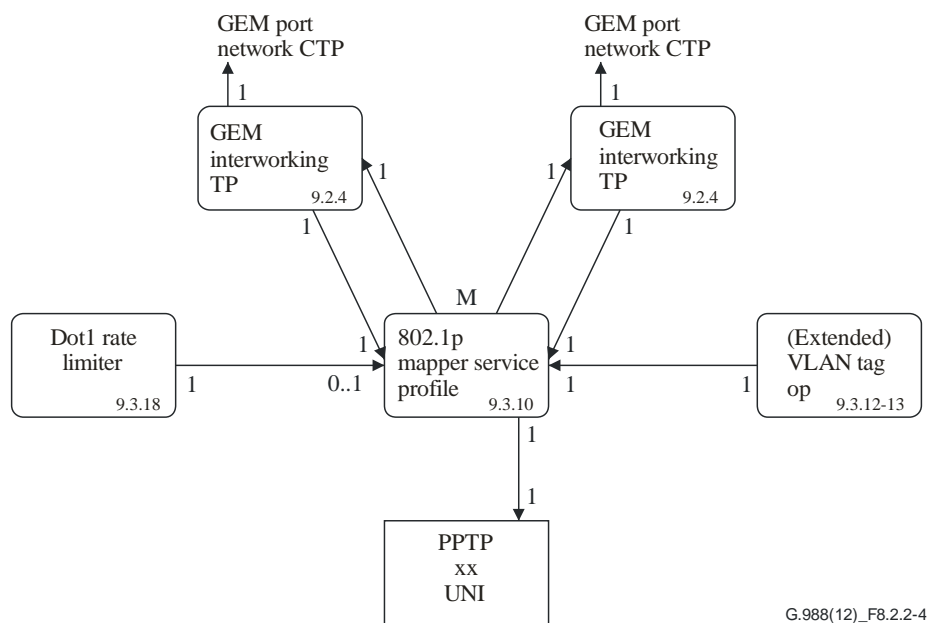 GEM port
network CTP
GEM port
network CTP
1
1
GEM
interworking
TP
9.2.4
GEM
interworking
TP
9.2.4
1
1
1
1
M
Dot1 rate
limiter
9.3.18
1
0..1
1
802.1p
mapper service
profile
9.3.10
1
1
1
(Extended)
VLAN tag
op
9.3.12-13
1
1
PPTP
xx
UNI
G.988(12)_F8.2.2-4